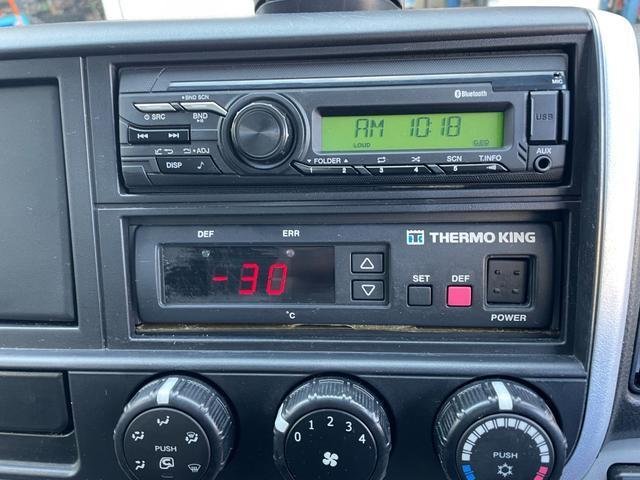 MIC
BND SCN
Bluetooth
SRC
BND
AM 10:18
LOUD
USB
ADJ
DISP
FOLDER
SCN
T.INFO
AUX
1 2 3 4 5 6
DEF
ERR
THERMO KING
-30
SET
DEF
°C
POWER
0 1 2 3 4
PUSH
PUSH